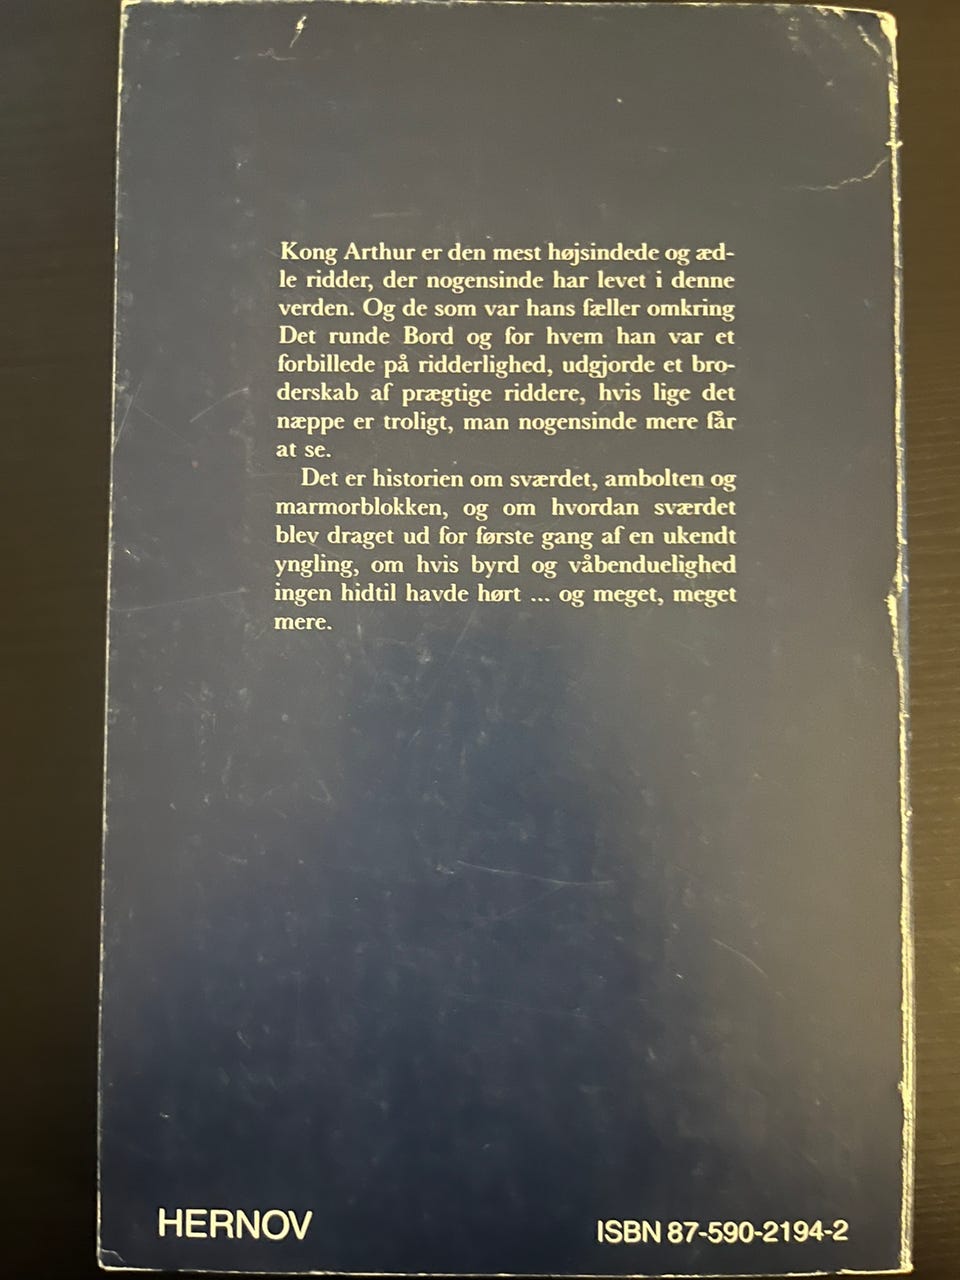 Kong Arthur er den mest højsindede og æd-
le ridder, der nogensinde har levet i denne
verden. Og de som var hans fæller omkring
Det runde Bord og for hvem han var et
forbillede på ridderlighed, udgjorde et bro-
derskab af prægtige riddere, hvis lige det
næppe er troligt, man nogensinde mere får
at se.
Det er historien om sværdet, ambolten og
marmorblokken, og om hvordan sværdet
blev draget ud for første gang af en ukendt
yngling, om hvis byrd og våbenduelighed
ingen hidtil havde hørt ... og meget, meget
mere.
HERNOV
ISBN 87-590-2194-2